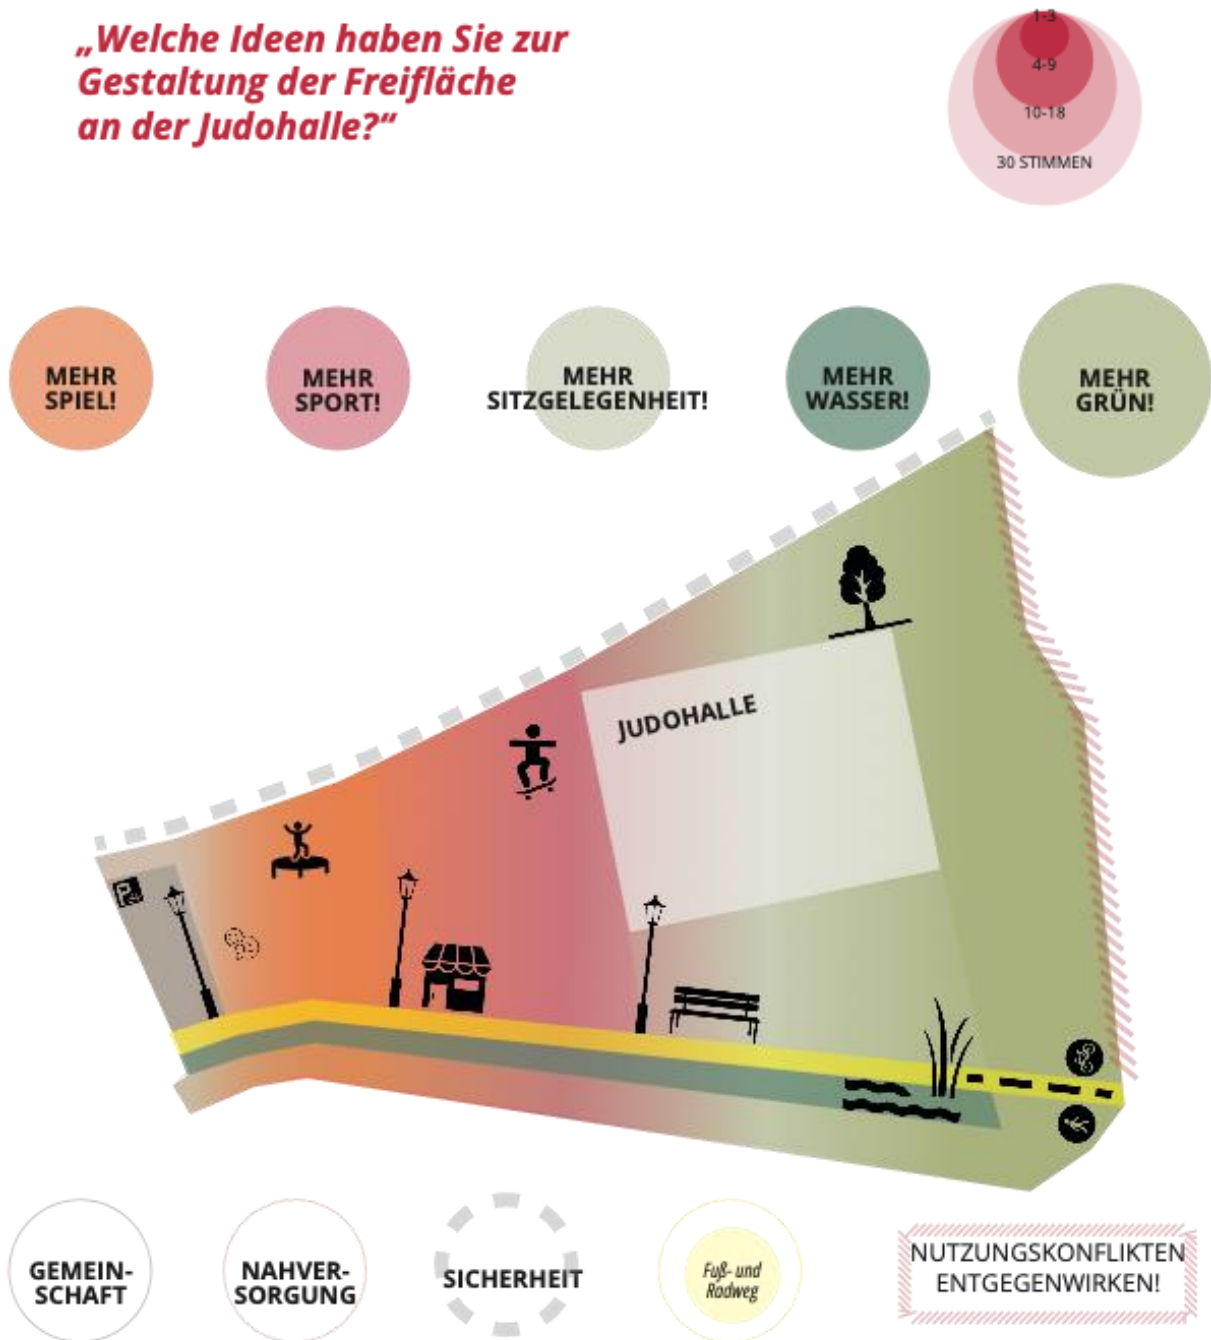 „Welche Ideen haben Sie zur
Gestaltung der Freifläche
an der Judohalle?“
1-3
4-9
10-18
30 STIMMEN
MEHR
SPIEL!
MEHR
SPORT!
MEHR
SITZGELEGENHEIT!
MEHR
WASSER!
MEHR
GRÜN!
JUDOHALLE
P
GEMEIN-
SCHAFT
NAHVER-
SORGUNG
SICHERHEIT
Fuß- und
Radweg
NUTZUNGSKONFLIKTEN
ENTGEGENWIRKEN!